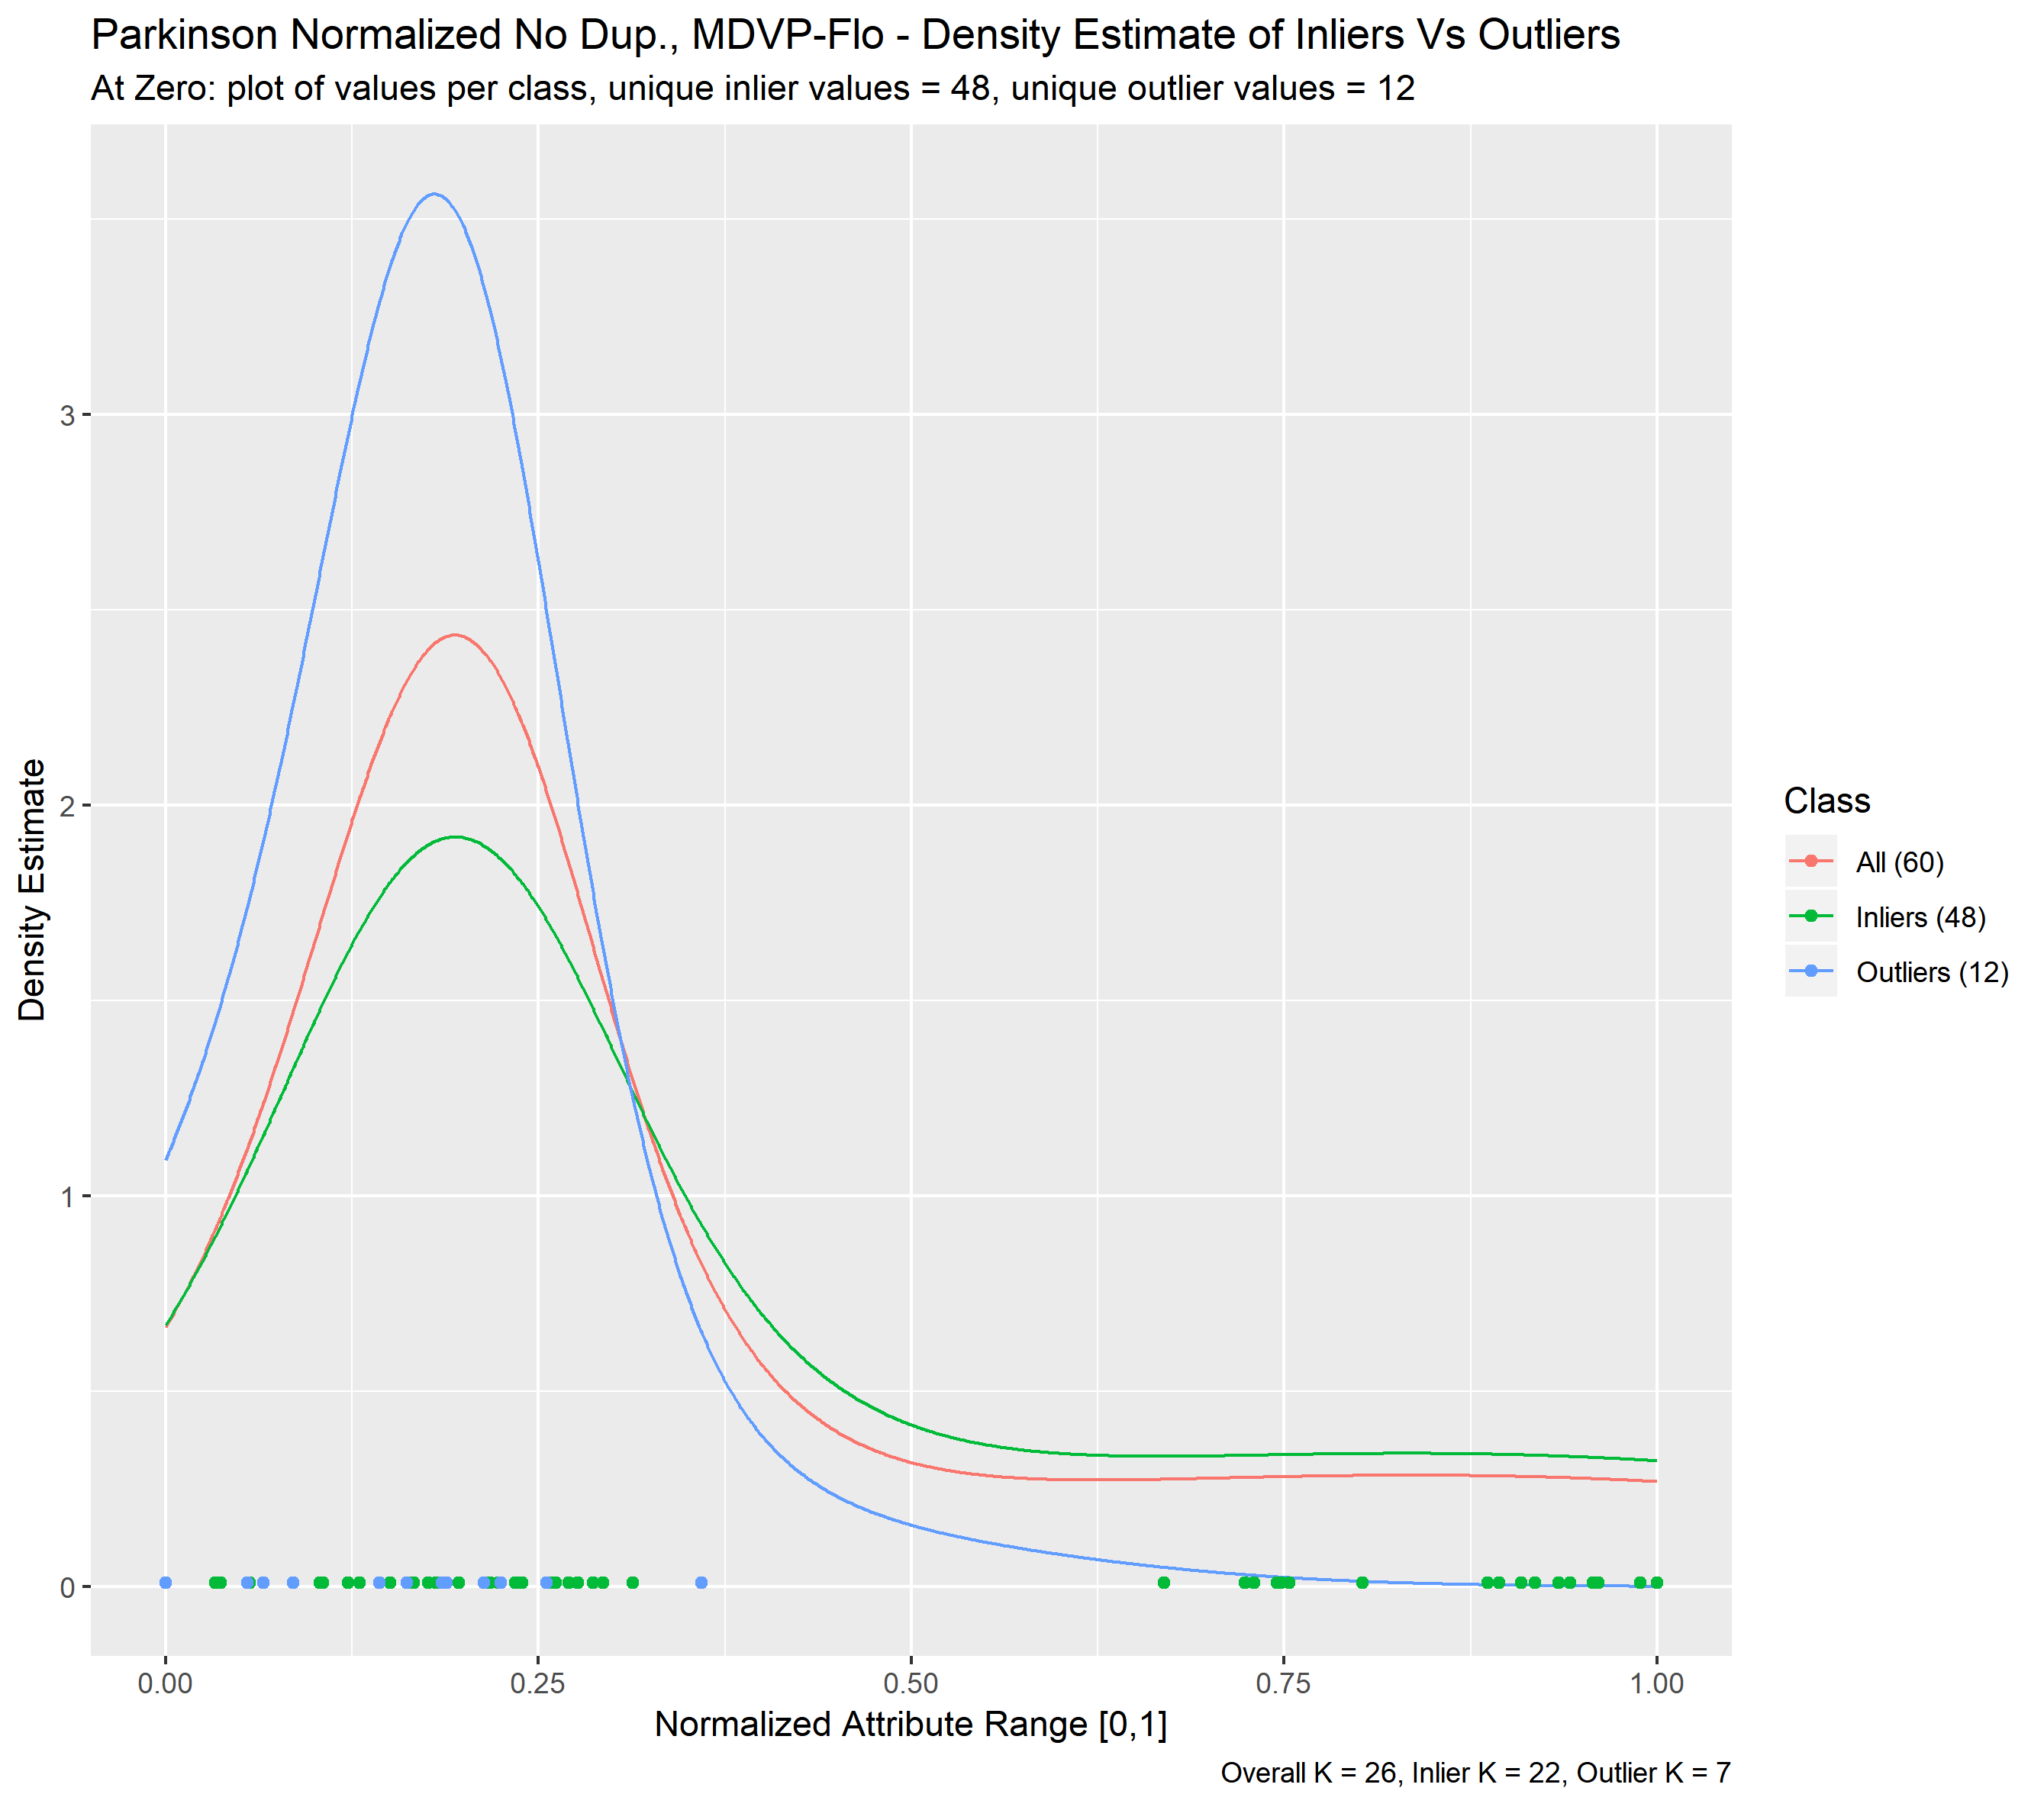 Parkinson Normalized No Dup., MDVP-Flo - Density Estimate of Inliers Vs Outliers
At Zero: plot of values per class, unique inlier values = 48, unique outlier values = 12
Density Estimate
3
2
1
0
0.00
0.25
0.50
0.75
1.00
Normalized Attribute Range [0,1]
Class
All (60)
Inliers (48)
Outliers (12)
Overall K = 26, Inlier K = 22, Outlier K = 7